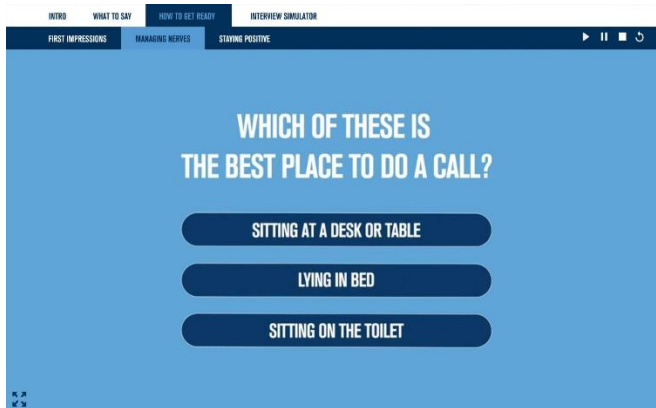 INTRO WHAT TO SAY HOW TO GET READY INTERVIEW SIMULATOR
FIRST IMPRESSIONS MANAGING NERVES STAYING POSITIVE
WHICH OF THESE IS
THE BEST PLACE TO DO A CALL?
SITTING AT A DESK OR TABLE
LYING IN BED
SITTING ON THE TOILET